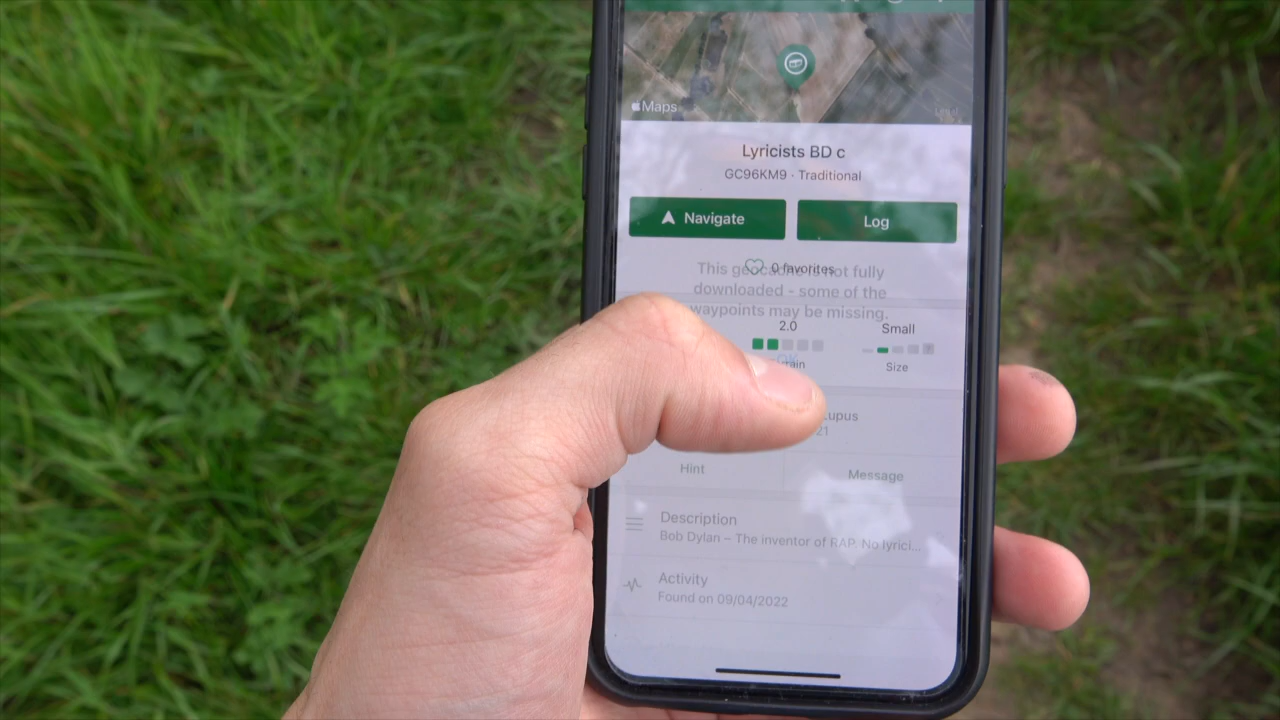 Maps
Legal
Lyricists BD c
GC96KM9 · Traditional
Navigate
Log
0 favorites
This geocache is not fully
downloaded - some of the
waypoints may be missing.
2.0
Small
OK
Size
Lupus
21
Hint
Message
Description
Bob Dylan – The inventor of RAP. No lyrici...
Activity
Found on 09/04/2022